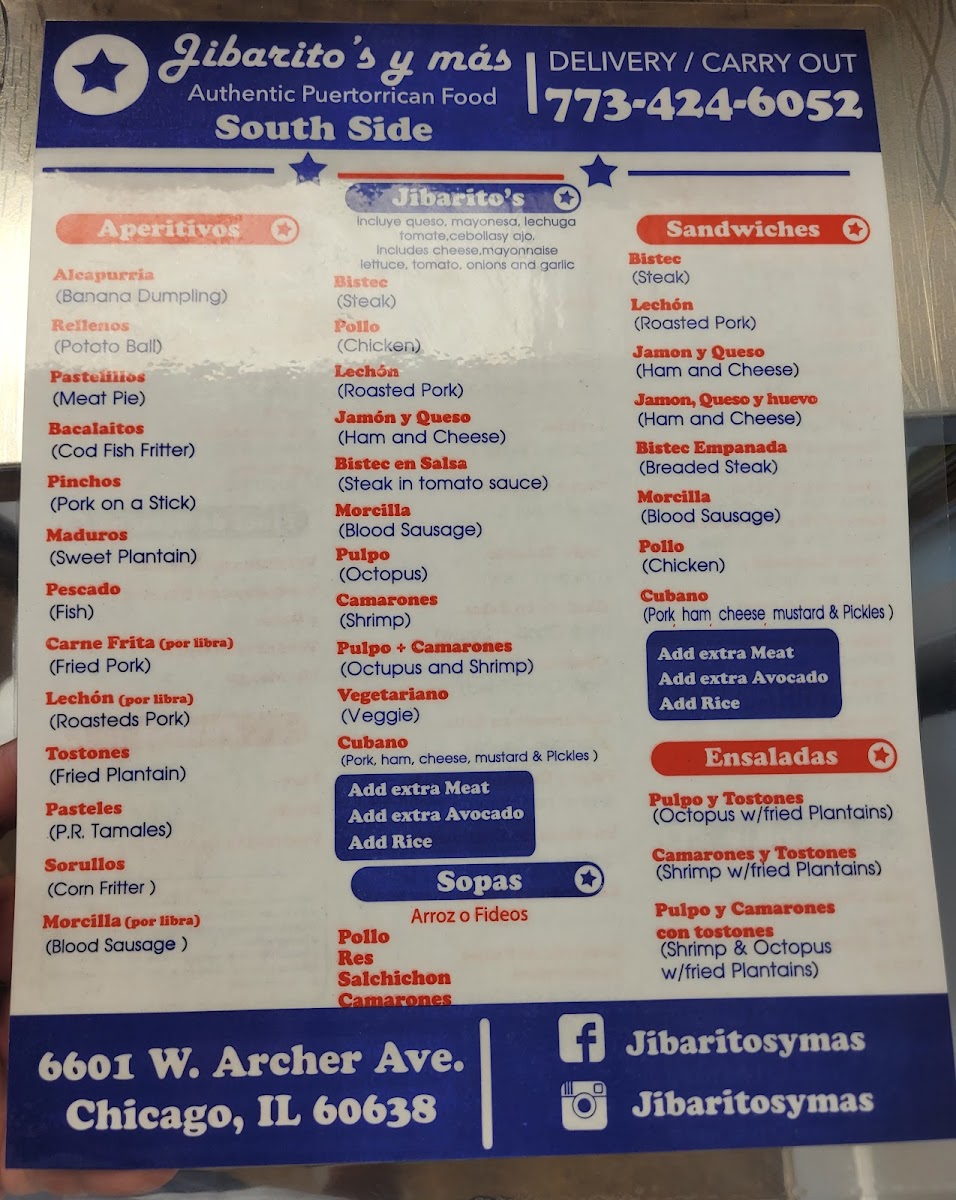 Jibarito's y más
Authentic Puertorrican Food
South Side
DELIVERY / CARRY OUT
773-424-6052
Aperitivos
Alcapurria
(Banana Dumpling)
Rellenos
(Potato Ball)
Pastelillos
(Meat Pie)
Bacalaitos
(Cod Fish Fritter)
Pinchos
(Pork on a Stick)
Maduros
(Sweet Plantain)
Pescado
(Fish)
Carne Frita (por libra)
(Fried Pork)
Lechón (por libra)
(Roasteds Pork)
Tostones
(Fried Plantain)
Pasteles
(P.R. Tamales)
Sorullos
(Corn Fritter )
Morcilla (por libra)
(Blood Sausage )
Jibarito's
incluye queso, mayonesa, lechuga
tomate,cebollasy ajo.
Includes cheese,mayonnaise
lettuce, tomato, onions and garlic
Bistec
(Steak)
Pollo
(Chicken)
Lechón
(Roasted Pork)
Jamón y Queso
(Ham and Cheese)
Bistec en Salsa
(Steak in tomato sauce)
Morcilla
(Blood Sausage)
Pulpo
(Octopus)
Camarones
(Shrimp)
Pulpo + Camarones
(Octupus and Shrimp)
Vegetariano
(Veggie)
Cubano
(Pork, ham, cheese, mustard & Pickles )
Add extra Meat
Add extra Avocado
Add Rice
Sopas
Arroz o Fideos
Pollo
Res
Salchichon
Camarones
Sandwiches
Bistec
(Steak)
Lechón
(Roasted Pork)
Jamon y Queso
(Ham and Cheese)
Jamon, Queso y huevo
(Ham and Cheese)
Bistec Empanada
(Breaded Steak)
Morcilla
(Blood Sausage)
Pollo
(Chicken)
Cubano
(Pork, ham, cheese, mustard & Pickles )
Add extra Meat
Add extra Avocado
Add Rice
Ensaladas
Pulpo y Tostones
(Octopus w/fried Plantains)
Camarones y Tostones
(Shrimp w/fried Plantains)
Pulpo y Camarones
con tostones
(Shrimp & Octopus
w/fried Plantains)
6601 W. Archer Ave.
Chicago, IL 60638
Jibaritosymas
Jibaritosymas